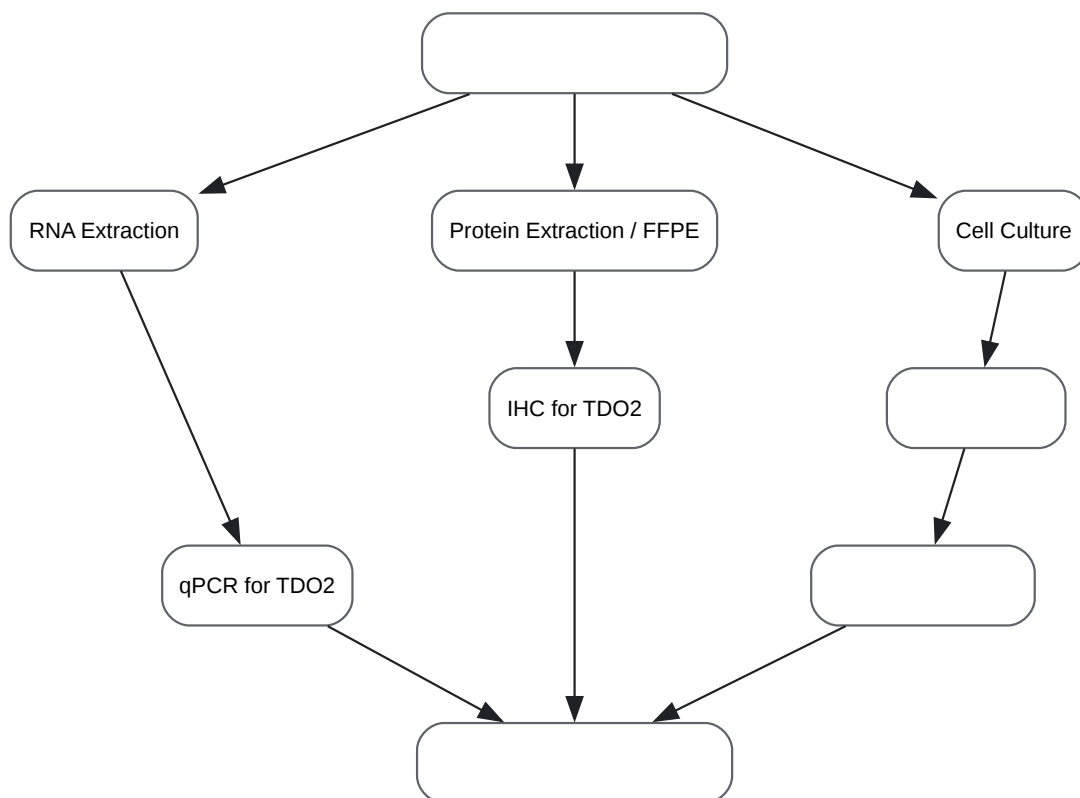 RNA Extraction
Protein Extraction / FFPE
Cell Culture
IHC for TDO2
qPCR for TDO2